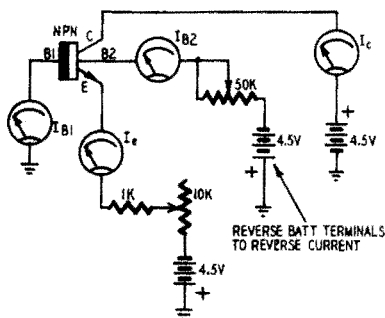 NPN
C
B1
B2
E
IB2
Ic
50K
IB1
Ie
+
4.5V
4.5V
+
1K
10K
REVERSE BATT TERMINALS
TO REVERSE CURRENT
4.5V
+